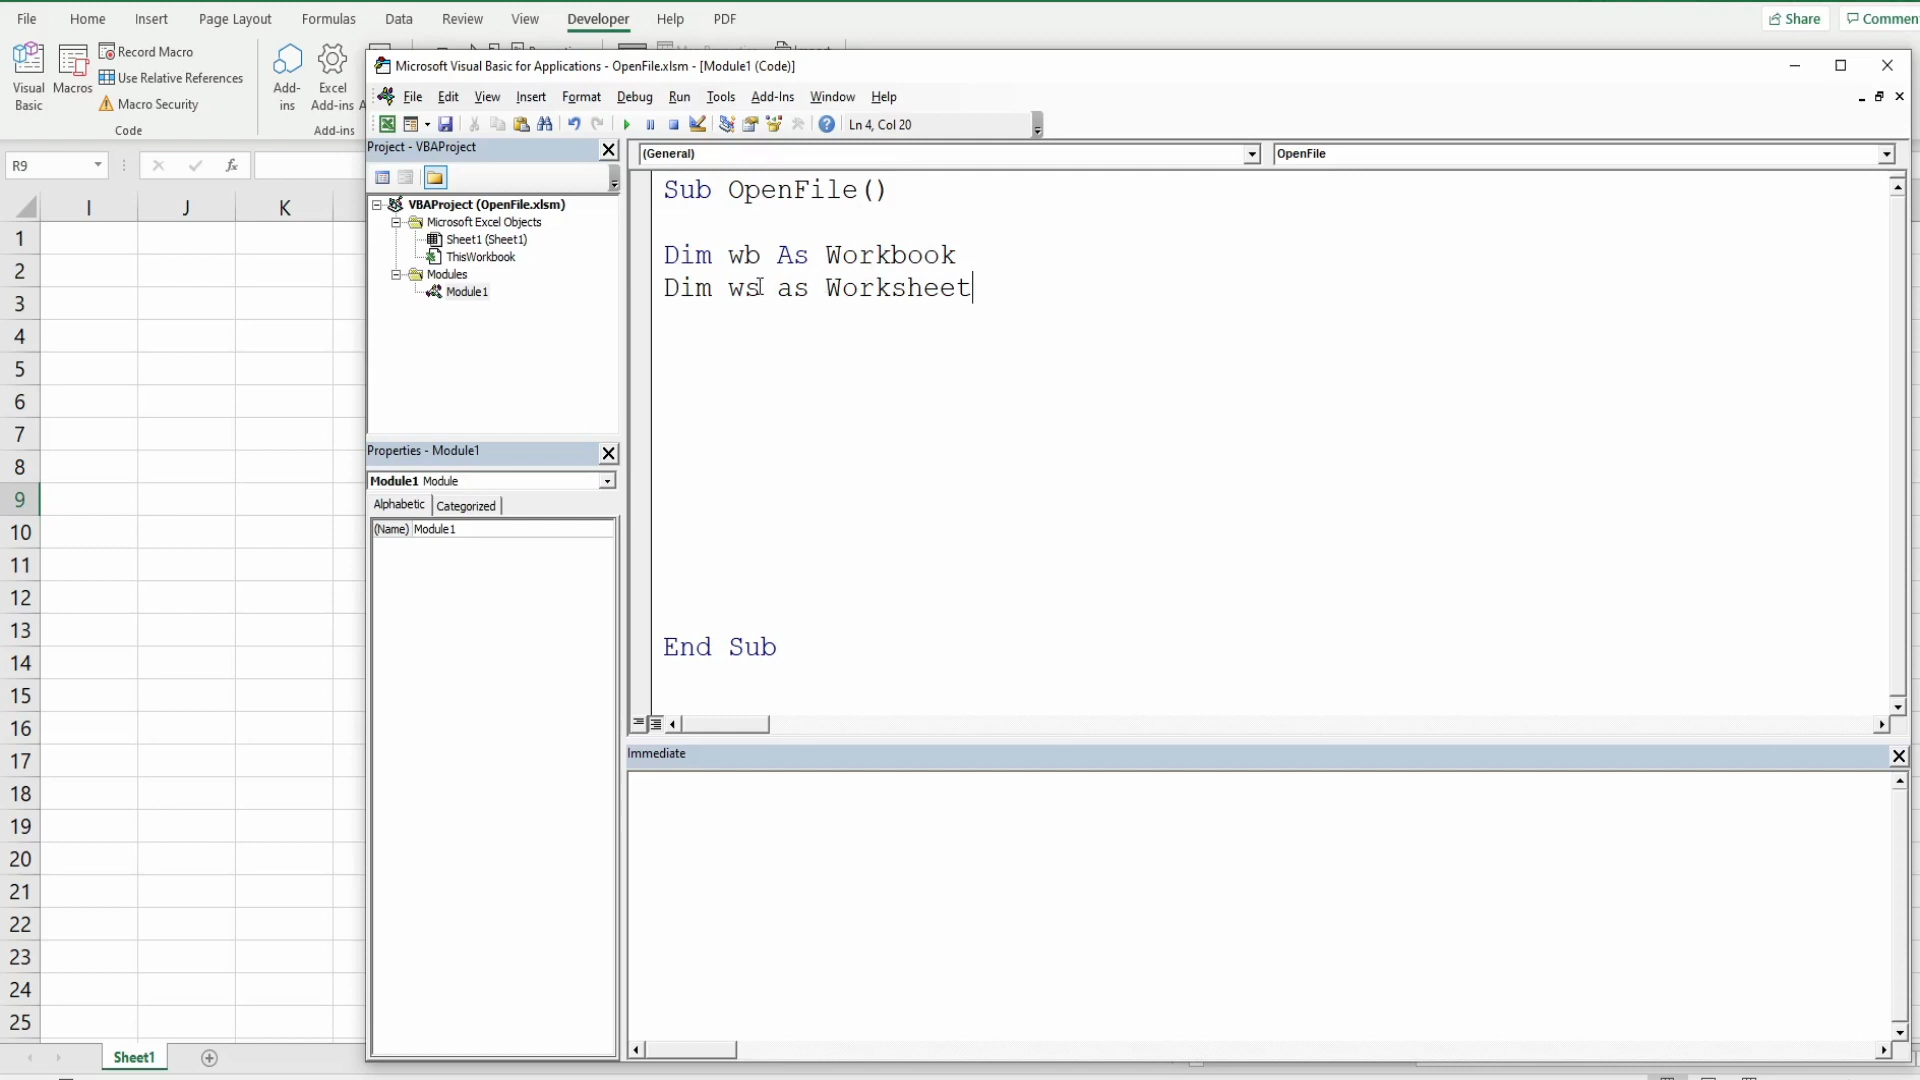 File Home Insert Page Layout Formulas Data Review View Developer Help PDF Share Commen
Visual Basic
Macros
Record Macro
Use Relative References
Macro Security
Code
Add-ins
Excel Add-ins
Add-ins
Microsoft Visual Basic for Applications - OpenFile.xlsm - [Module1 (Code)]
File Edit View Insert Format Debug Run Tools Add-Ins Window Help
Ln 4, Col 20
R9
fx
I J K
1
2
3
4
5
6
7
8
9
10
11
12
13
14
15
16
17
18
19
20
21
22
23
24
25
Sheet1
Project - VBAProject
VBAProject (OpenFile.xlsm)
Microsoft Excel Objects
Sheet1 (Sheet1)
ThisWorkbook
Modules
Module1
Properties - Module1
Module1 Module
Alphabetic Categorized
(Name) Module1
(General) OpenFile
Sub OpenFile()
Dim wb As Workbook
Dim ws as Worksheet
End Sub
Immediate